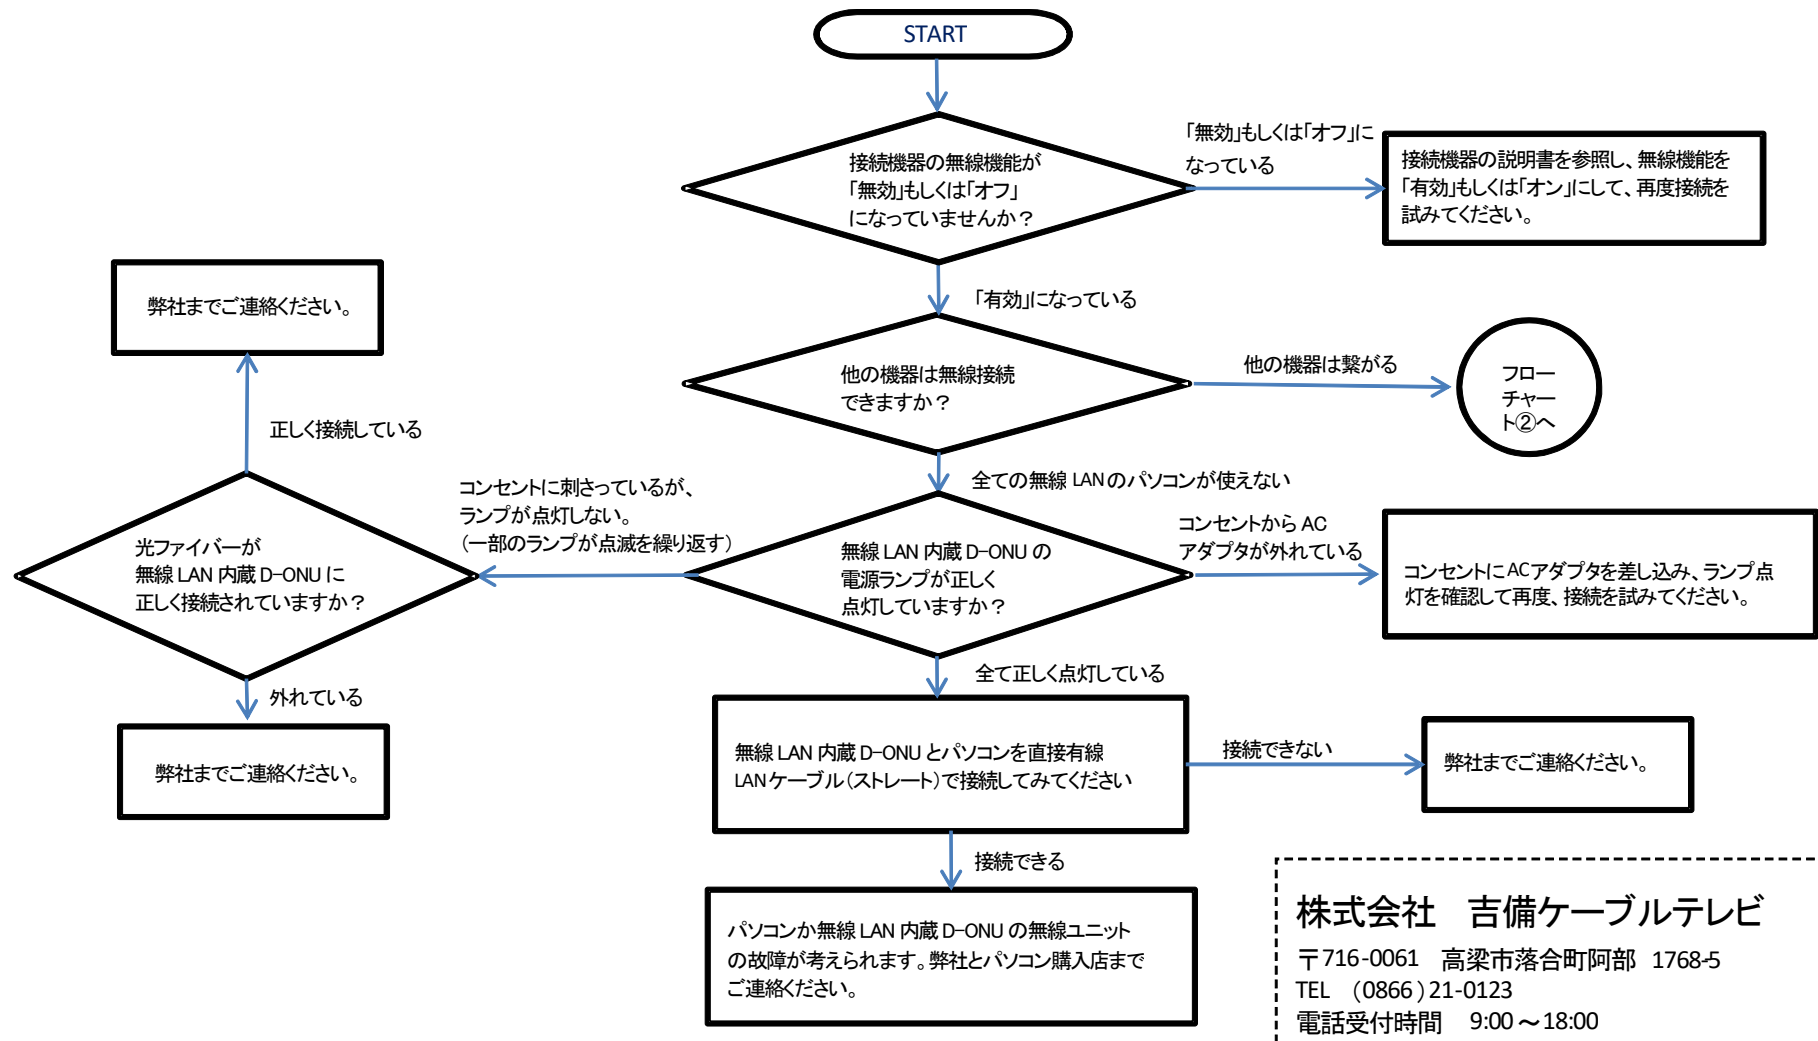 START
接続機器の無線機能が
「無効」もしくは「オフ」
になっていませんか?
「無効」もしくは「オフ」に
なっている
接続機器の説明書を参照し、無線機能を
「有効」もしくは「オン」にして、再度接続を
試みてください。
「有効」になっている
弊社までご連絡ください。
他の機器は無線接続
できますか?
他の機器は繋がる
フロー
チャー
ト②へ
正しく接続している
全ての無線 LAN のパソコンが使えない
コンセントに刺さっているが、
ランプが点灯しない。
(一部のランプが点滅を繰り返す)
コンセントから AC
アダプタが外れている
光ファイバーが
無線 LAN 内蔵 D-ONU に
正しく接続されていますか?
無線 LAN 内蔵 D-ONU の
電源ランプが正しく
点灯していますか?
コンセントに AC アダプタを差し込み、ランプ点
灯を確認して再度、接続を試みてください。
全て正しく点灯している
外れている
弊社までご連絡ください。
無線 LAN 内蔵 D-ONU とパソコンを直接有線
LAN ケーブル(ストレート)で接続してみてください
接続できない
弊社までご連絡ください。
接続できる
パソコンか無線 LAN 内蔵 D-ONU の無線ユニット
の故障が考えられます。弊社とパソコン購入店まで
ご連絡ください。
株式会社 吉備ケーブルテレビ
〒716-0061 高梁市落合町阿部 1768-5
TEL (0866)21-0123
電話受付時間 9:00~18:00